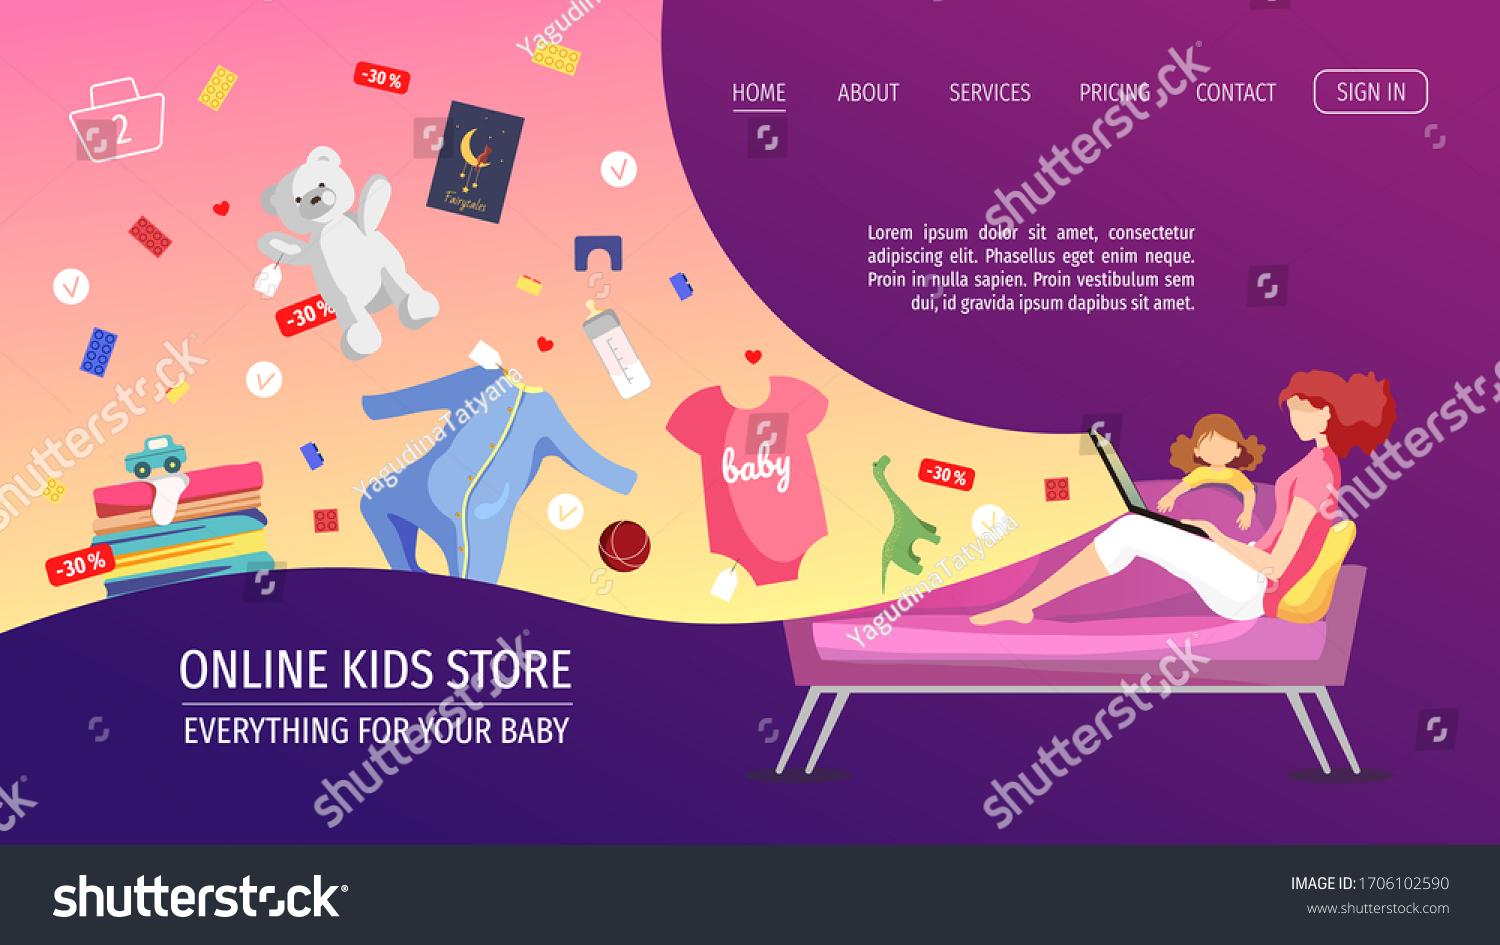 HOME ABOUT SERVICES PRICING CONTACT SIGN IN
2
-30 %
Fairytales
Lorem ipsum dolor sit amet, consectetur
adipiscing elit. Phasellus eget enim neque.
Proin in nulla sapien. Proin vestibulum sem
dui, id gravida ipsum dapibus sit amet.
-30 %
baby
-30 %
-30 %
ONLINE KIDS STORE
EVERYTHING FOR YOUR BABY
shutterstock
shutterstock
shutterstock
shutterstock
shutterstock
YagudinaTatyana
YagudinaTatyana
YagudinaTatyana
shutterstock
IMAGE ID: 1706102590
www.shutterstock.com